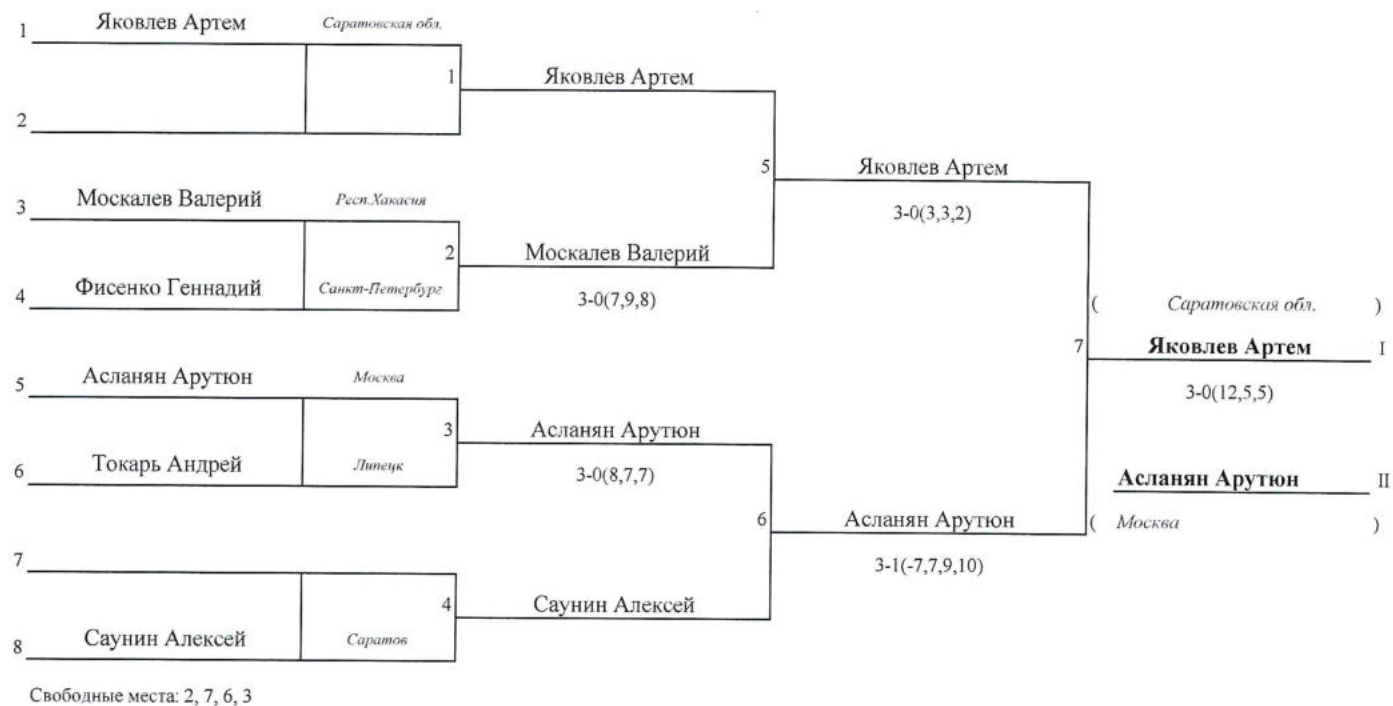 1 Яковлев Артем Саратовская обл.
1 Яковлев Артем
2
5 Яковлев Артем
3-0(3,3,2)
3 Москалев Валерий Респ.Хакасия
2 Москалев Валерий
4 Фисенко Геннадий Санкт-Петербург
3-0(7,9,8)
( Саратовская обл. )
7 Яковлев Артем I
3-0(12,5,5)
5 Асланян Арутюн Москва
3 Асланян Арутюн
6 Токарь Андрей Липецк
3-0(8,7,7)
Асланян Арутюн II
( Москва )
6 Асланян Арутюн
3-1(-7,7,9,10)
7
4 Саунин Алексей
8 Саунин Алексей Саратов
Свободные места: 2, 7, 6, 3